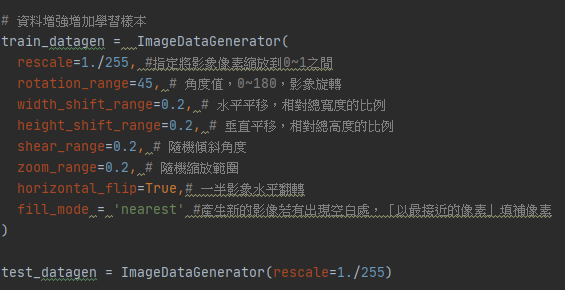 # 資料增強增加學習樣本
train_datagen =  ImageDataGenerator(
rescale=1./255, #指定將影象像素縮放到0~1之間
rotation_range=45, # 角度值，0~180，影象旋轉
width_shift_range=0.2, # 水平平移，相對總寬度的比例
height_shift_range=0.2, # 垂直平移，相對總高度的比例
shear_range=0.2, # 隨機傾斜角度
zoom_range=0.2, # 隨機縮放範圍
horizontal_flip=True,# 一半影象水平翻轉
fill_mode = 'nearest' #產生新的影像若有出現空白處，「以最接近的像素」填補像素
)
test_datagen = ImageDataGenerator(rescale=1./255)